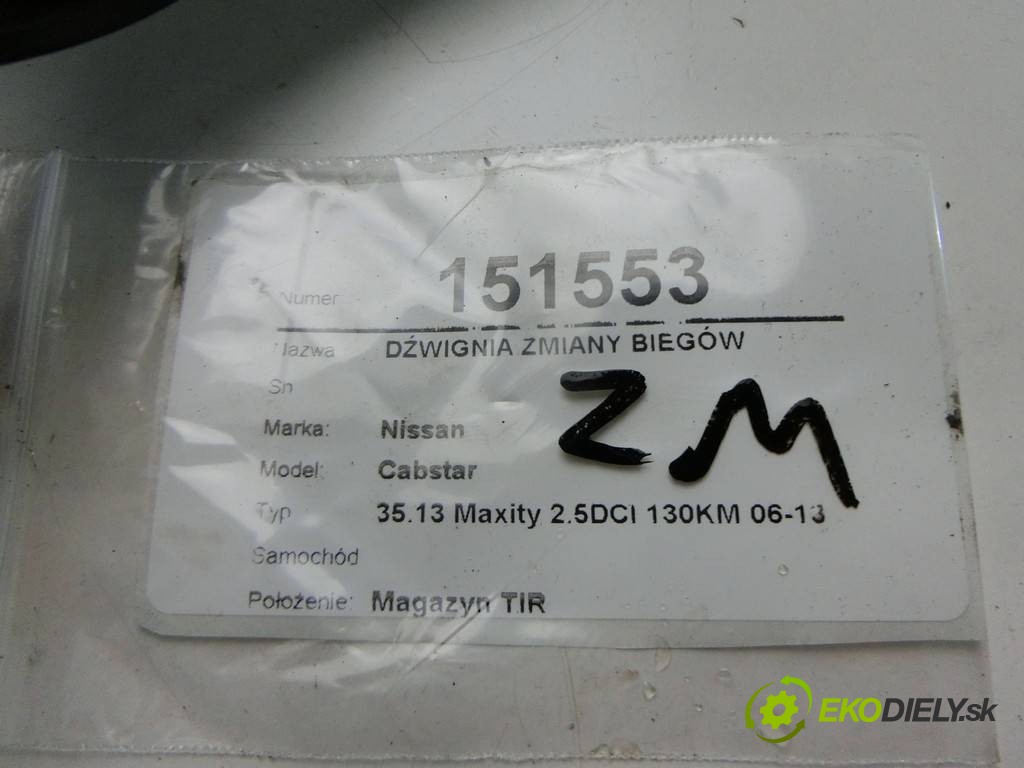 Numer 151553
Nazwa DŹWIGNIA ZMIANY BIEGÓW
Sn
ZM
Marka: Nissan
Model: Cabstar
Typ 35.13 Maxity 2.5DCI 130KM 06-13
Samochód
Położenie: Magazyn TIR
EKODIELY.sk